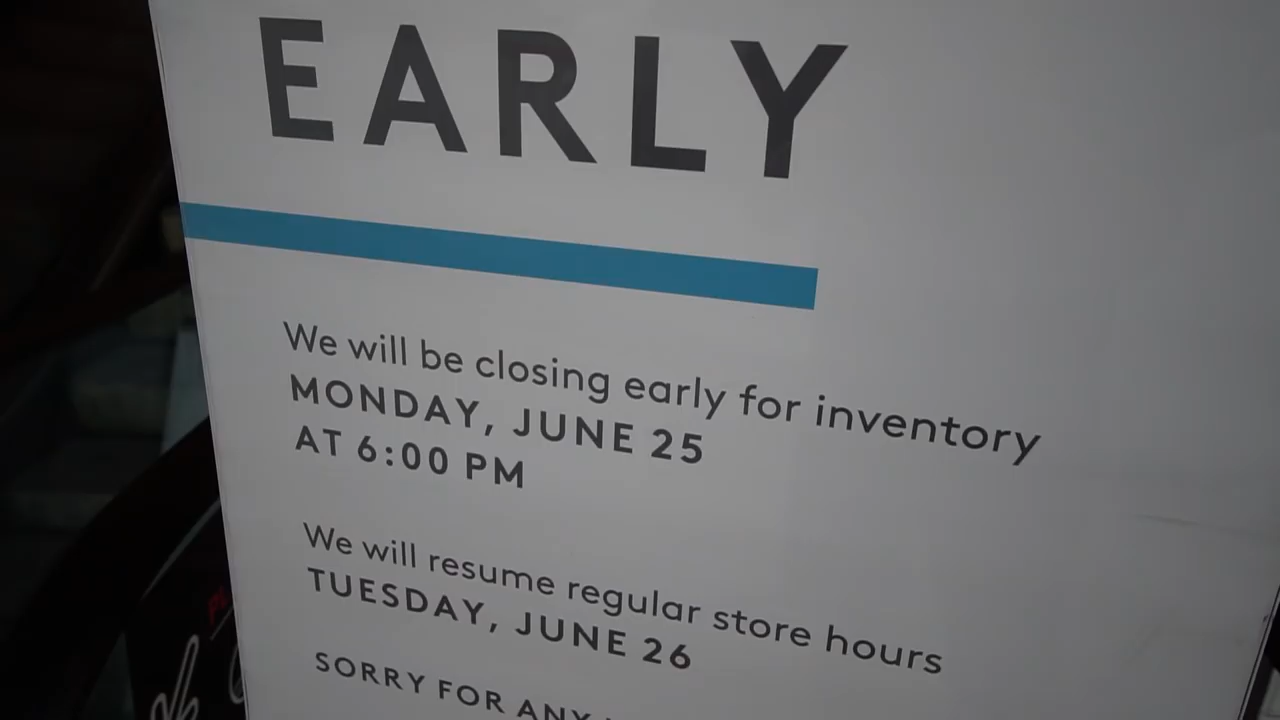 EARLY
We will be closing early for inventory
MONDAY, JUNE 25
AT 6:00 PM
We will resume regular store hours
TUESDAY, JUNE 26
SORRY FOR ANY